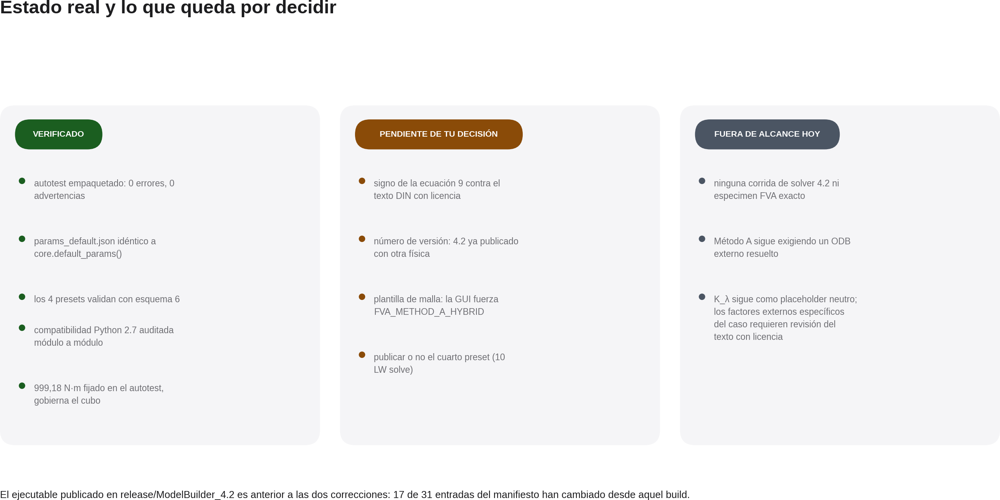 Estado real y lo que queda por decidir
VERIFICADO
autotest empaquetado: 0 errores, 0
advertencias
params_default.json idéntico a
core.default_params()
los 4 presets validan con esquema 6
compatibilidad Python 2.7 auditada
módulo a módulo
999,18 N·m fijado en el autotest,
gobierna el cubo
PENDIENTE DE TU DECISIÓN
signo de la ecuación 9 contra el
texto DIN con licencia
número de versión: 4.2 ya publicado
con otra física
plantilla de malla: la GUI fuerza
FVA_METHOD_A_HYBRID
publicar o no el cuarto preset (10
LW solve)
FUERA DE ALCANCE HOY
ninguna corrida de solver 4.2 ni
especimen FVA exacto
Método A sigue exigiendo un ODB
externo resuelto
K_λ sigue como placeholder neutro;
los factores externos específicos
del caso requieren revisión del
texto con licencia
El ejecutable publicado en release/ModelBuilder_4.2 es anterior a las dos correcciones: 17 de 31 entradas del manifiesto han cambiado desde aquel build.